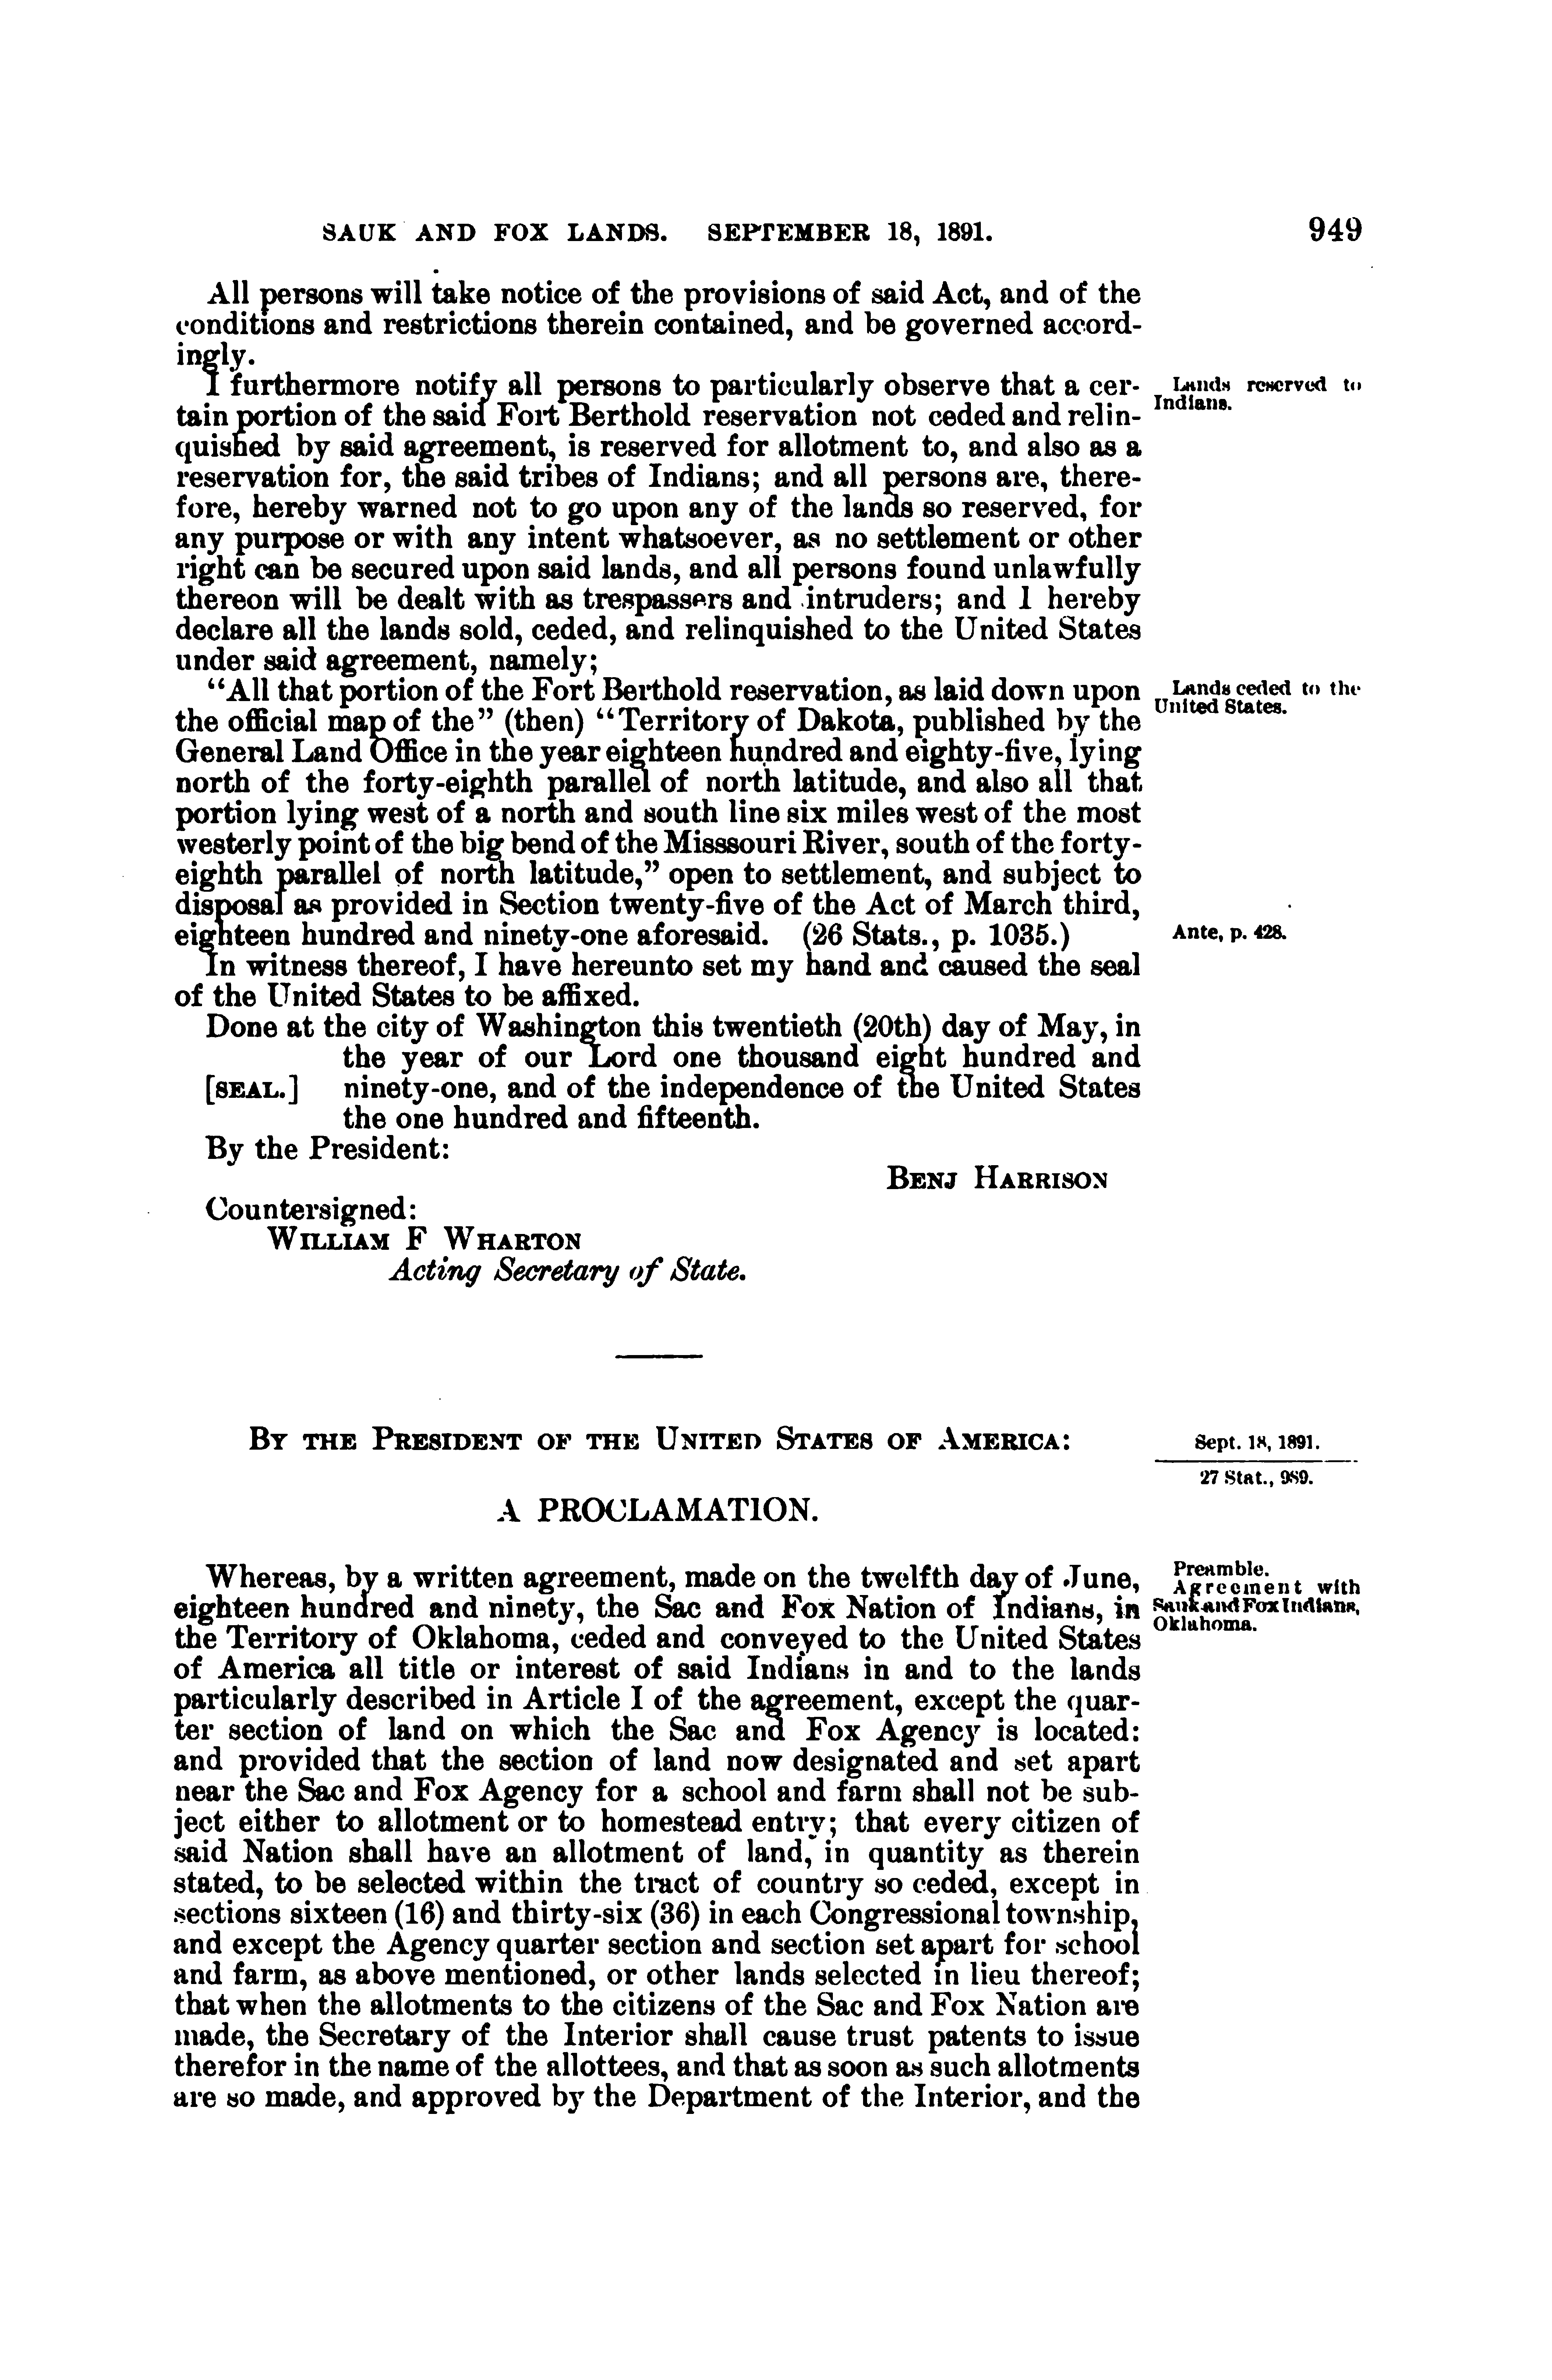 SAUK AND FOX LANDS. SEPTEMBER 18, 1891. 949
All persons will take notice of the provisions of said Act, and of the
conditions and restrictions therein contained, and be governed accord-
ingly.
I furthermore notify all persons to particularly observe that a cer-
tain portion of the said Fort Berthold reservation not ceded and relin-
quished by said agreement, is reserved for allotment to, and also as a
reservation for, the said tribes of Indians; and all persons are, there-
fore, hereby warned not to go upon any of the lands so reserved, for
any purpose or with any intent whatsoever, as no settlement or other
right can be secured upon said lands, and all persons found unlawfully
thereon will be dealt with as trespassers and intruders; and I hereby
declare all the lands sold, ceded, and relinquished to the United States
under said agreement, namely;
Lands reserved to
Indians.
"All that portion of the Fort Berthold reservation, as laid down upon
the official map of the" (then) "Territory of Dakota, published by the
General Land Office in the year eighteen hundred and eighty-five, lying
north of the forty-eighth parallel of north latitude, and also all that
portion lying west of a north and south line six miles west of the most
westerly point of the big bend of the Misssouri River, south of the forty-
eighth parallel of north latitude," open to settlement, and subject to
disposal as provided in Section twenty-five of the Act of March third,
eighteen hundred and ninety-one aforesaid. (26 Stats., p. 1035.)
Lands ceded to the
United States.
Ante, p. 428.
In witness thereof, I have hereunto set my hand and caused the seal
of the United States to be affixed.
Done at the city of Washington this twentieth (20th) day of May, in
the year of our Lord one thousand eight hundred and
[SEAL.] ninety-one, and of the independence of the United States
the one hundred and fifteenth.
By the President:
BENJ HARRISON
Countersigned:
WILLIAM F WHARTON
Acting Secretary of State.
BY THE PRESIDENT OF THE UNITED STATES OF AMERICA:
Sept. 18, 1891.
27 Stat., 989.
A PROCLAMATION.
Whereas, by a written agreement, made on the twelfth day of June,
eighteen hundred and ninety, the Sac and Fox Nation of Indians, in
the Territory of Oklahoma, ceded and conveyed to the United States
of America all title or interest of said Indians in and to the lands
particularly described in Article I of the agreement, except the quar-
ter section of land on which the Sac and Fox Agency is located:
and provided that the section of land now designated and set apart
near the Sac and Fox Agency for a school and farm shall not be sub-
ject either to allotment or to homestead entry; that every citizen of
said Nation shall have an allotment of land, in quantity as therein
stated, to be selected within the tract of country so ceded, except in
sections sixteen (16) and thirty-six (36) in each Congressional township,
and except the Agency quarter section and section set apart for school
and farm, as above mentioned, or other lands selected in lieu thereof;
that when the allotments to the citizens of the Sac and Fox Nation are
made, the Secretary of the Interior shall cause trust patents to issue
therefor in the name of the allottees, and that as soon as such allotments
are so made, and approved by the Department of the Interior, and the
Preamble.
Agreement with
Sauk and Fox Indians,
Oklahoma.